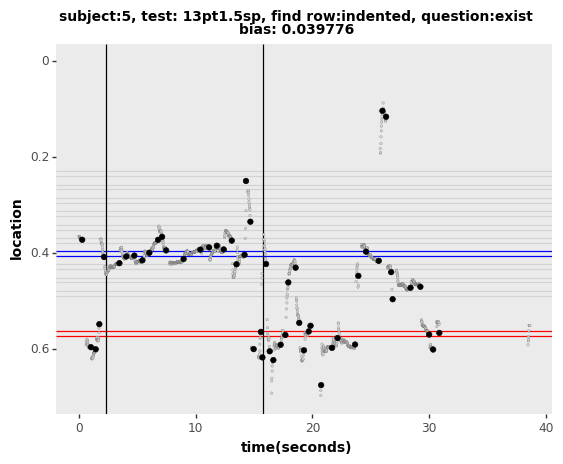 subject:5, test: 13pt1.5sp, find row:indented, question:exist
bias: 0.039776
0
0.2
0.4
0.6
location
0
10
20
30
40
time(seconds)